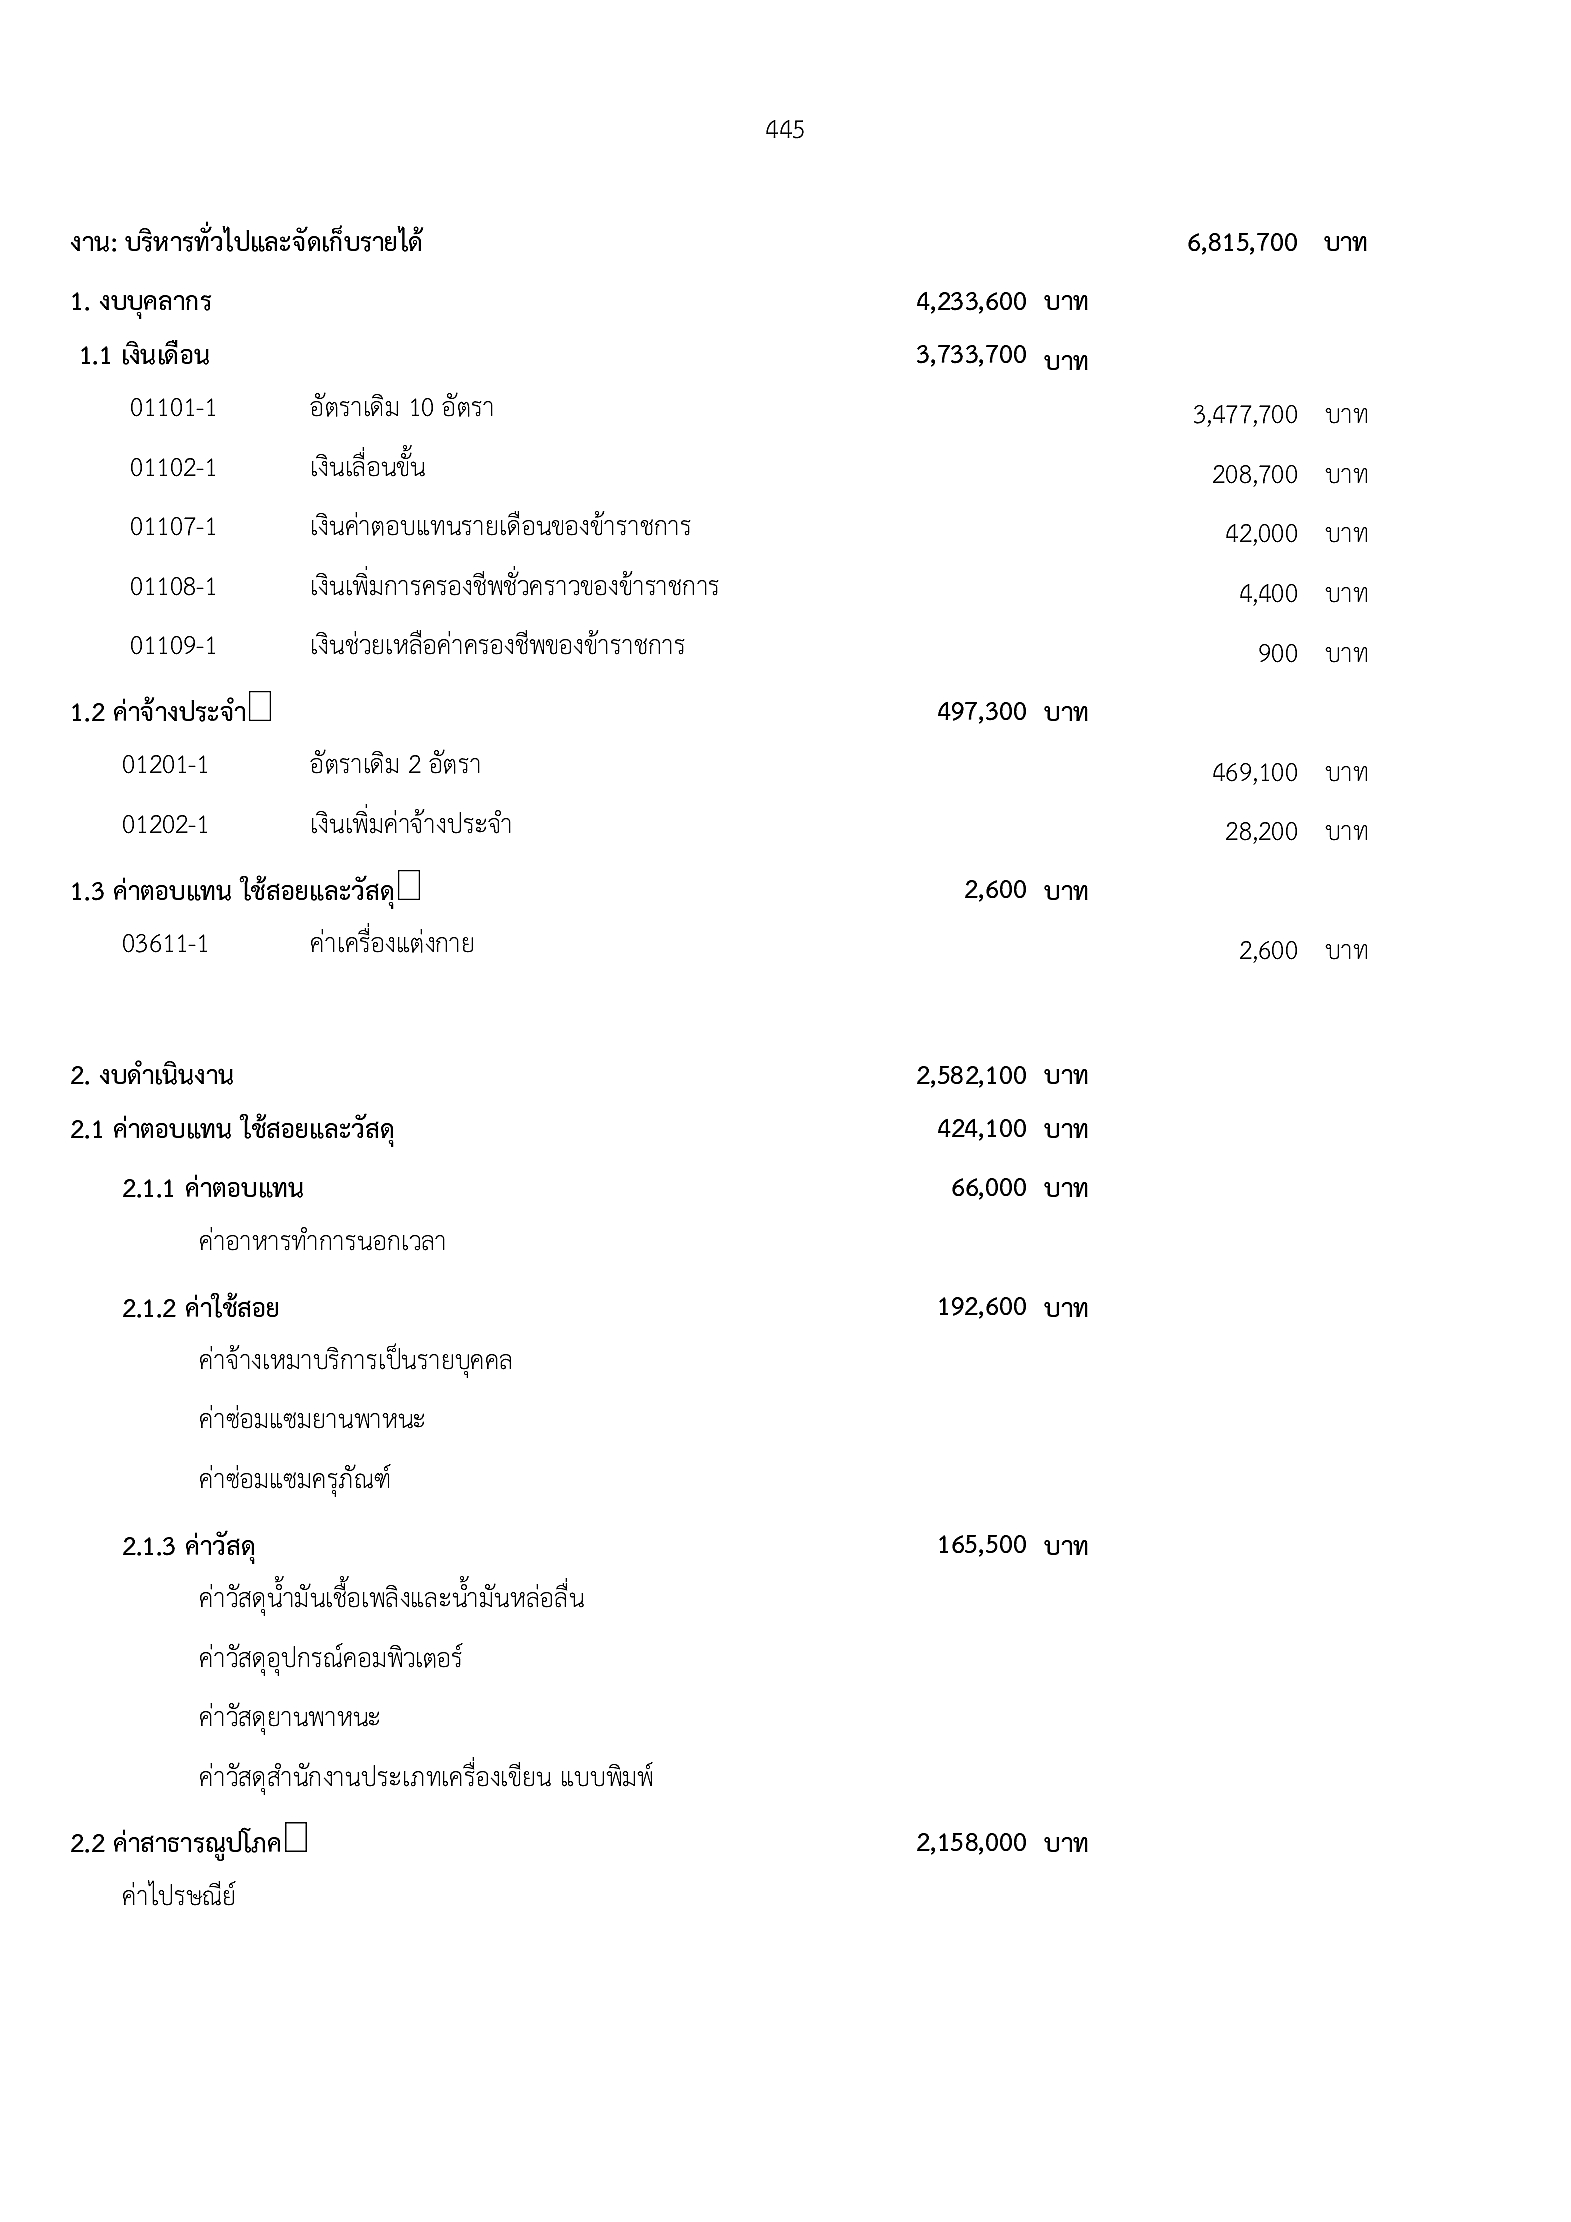 445
งาน: บริหารทั่วไปและจัดเก็บรายได้ 6,815,700 บาท
1. งบบุคลากร 4,233,600 บาท
1.1 เงินเดือน 3,733,700 บาท
01101-1 อัตราเดิม 10 อัตรา 3,477,700 บาท
01102-1 เงินเลื่อนขั้น 208,700 บาท
01107-1 เงินค่าตอบแทนรายเดือนของข้าราชการ 42,000 บาท
01108-1 เงินเพิ่มการครองชีพชั่วคราวของข้าราชการ 4,400 บาท
01109-1 เงินช่วยเหลือค่าครองชีพของข้าราชการ 900 บาท
1.2 ค่าจ้างประจำ 497,300 บาท
01201-1 อัตราเดิม 2 อัตรา 469,100 บาท
01202-1 เงินเพิ่มค่าจ้างประจำ 28,200 บาท
1.3 ค่าตอบแทน ใช้สอยและวัสดุ 2,600 บาท
03611-1 ค่าเครื่องแต่งกาย 2,600 บาท
2. งบดำเนินงาน 2,582,100 บาท
2.1 ค่าตอบแทน ใช้สอยและวัสดุ 424,100 บาท
2.1.1 ค่าตอบแทน 66,000 บาท
ค่าอาหารทำการนอกเวลา
2.1.2 ค่าใช้สอย 192,600 บาท
ค่าจ้างเหมาบริการเป็นรายบุคคล
ค่าซ่อมแซมยานพาหนะ
ค่าซ่อมแซมครุภัณฑ์
2.1.3 ค่าวัสดุ 165,500 บาท
ค่าวัสดุน้ำมันเชื้อเพลิงและน้ำมันหล่อลื่น
ค่าวัสดุอุปกรณ์คอมพิวเตอร์
ค่าวัสดุยานพาหนะ
ค่าวัสดุสำนักงานประเภทเครื่องเขียน แบบพิมพ์
2.2 ค่าสาธารณูปโภค 2,158,000 บาท
ค่าไปรษณีย์